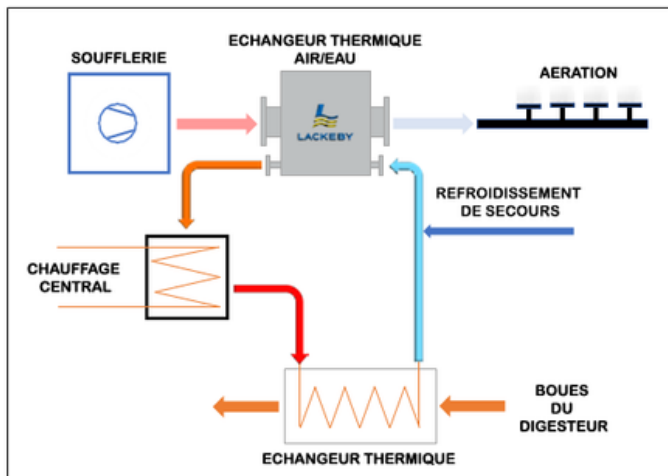 SOUFFLERIE
ECHANGEUR THERMIQUE
AIR/EAU
AERATION
LACKEBY
REFROIDISSEMENT
DE SECOURS
CHAUFFAGE
CENTRAL
BOUES
DU
DIGESTEUR
ECHANGEUR THERMIQUE